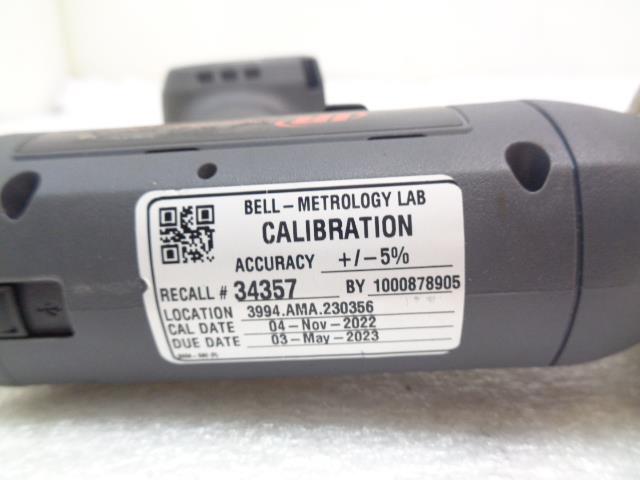 BELL - METROLOGY LAB
CALIBRATION
ACCURACY +/-5%
RECALL # 34357 BY 1000878905
LOCATION 3994.AMA.230356
CAL DATE 04-Nov-2022
DUE DATE 03-May-2023